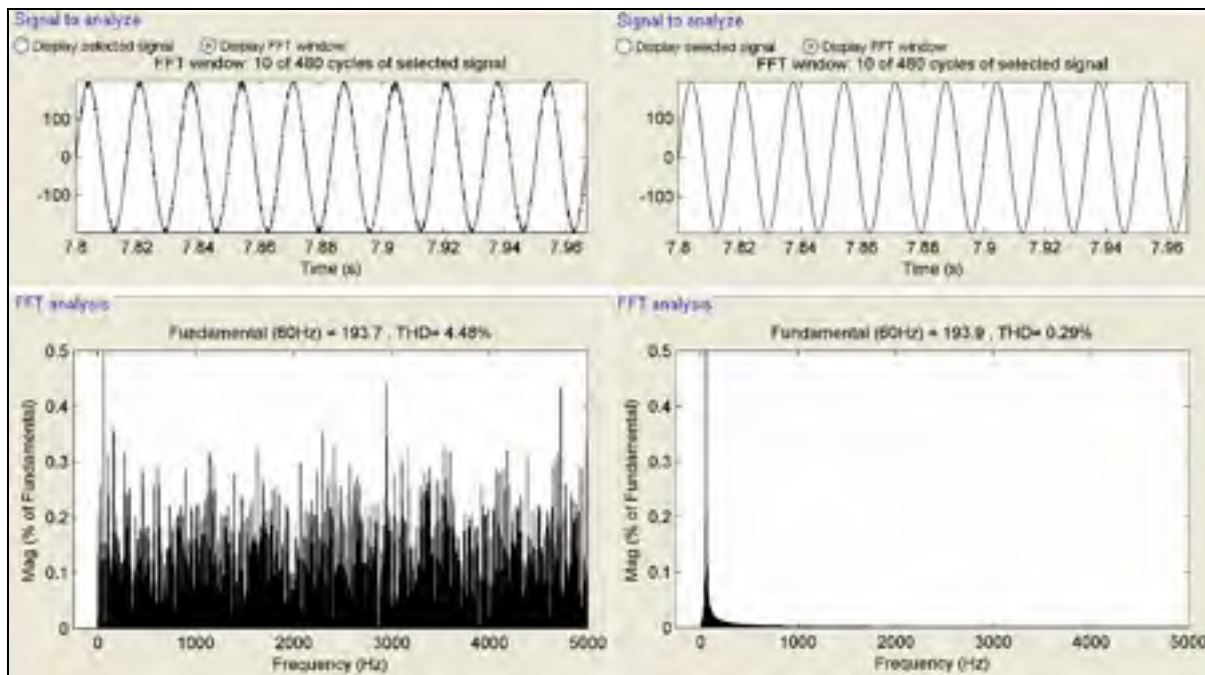 Signal to analyze
Display selected signal Display FFT window
FFT window: 10 of 480 cycles of selected signal
100
0
-100
7.8 7.82 7.84 7.86 7.88 7.9 7.92 7.94 7.96
Time (s)
FFT analysis
Fundamental (60Hz) = 193.7 , THD= 4.48%
0.5
0.4
0.3
0.2
0.1
0
Mag (% of Fundamental)
0 1000 2000 3000 4000 5000
Frequency (Hz)
Signal to analyze
Display selected signal Display FFT window
FFT window: 10 of 480 cycles of selected signal
100
0
-100
7.8 7.82 7.84 7.86 7.88 7.9 7.92 7.94 7.96
Time (s)
FFT analysis
Fundamental (60Hz) = 193.9 , THD= 0.29%
0.5
0.4
0.3
0.2
0.1
0
Mag (% of Fundamental)
0 1000 2000 3000 4000 5000
Frequency (Hz)